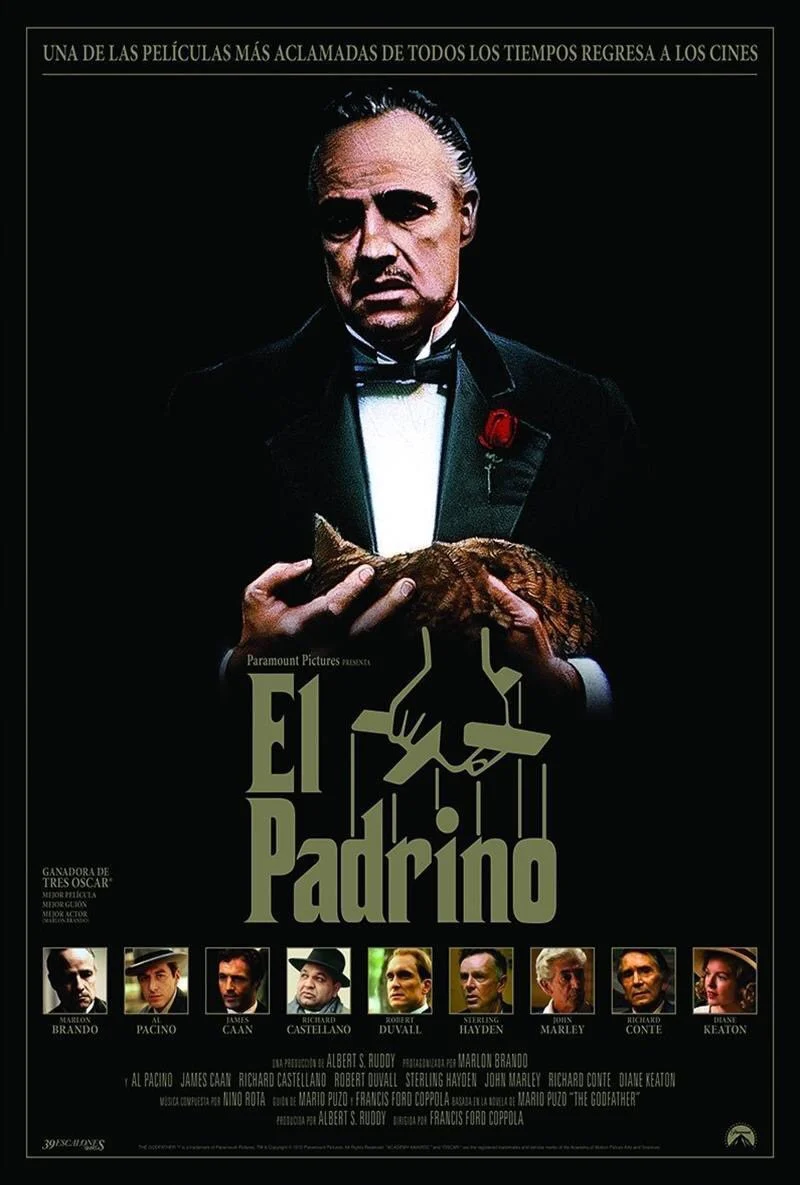 UNA DE LAS PELÍCULAS MÁS ACLAMADAS DE TODOS LOS TIEMPOS REGRESA A LOS CINES
Paramount Pictures PRESENTA
El
Padrino
GANADORA DE
TRES OSCAR®
MEJOR PELÍCULA
MEJOR GUIÓN
MEJOR ACTOR
(MARLON BRANDO)
MARLON BRANDO
AL PACINO
JAMES CAAN
RICHARD CASTELLANO
ROBERT DUVALL
STERLING HAYDEN
JOHN MARLEY
RICHARD CONTE
DIANE KEATON
UNA PRODUCCIÓN DE ALBERT S. RUDDY PROTAGONIZADA POR MARLON BRANDO
Y AL PACINO JAMES CAAN RICHARD CASTELLANO ROBERT DUVALL STERLING HAYDEN JOHN MARLEY RICHARD CONTE DIANE KEATON
MÚSICA COMPUESTA POR NINO ROTA GUIÓN DE MARIO PUZO Y FRANCIS FORD COPPOLA BASADA EN LA NOVELA DE MARIO PUZO "THE GODFATHER"
PRODUCIDA POR ALBERT S. RUDDY DIRIGIDA POR FRANCIS FORD COPPOLA
39ESCALONES
Paramount